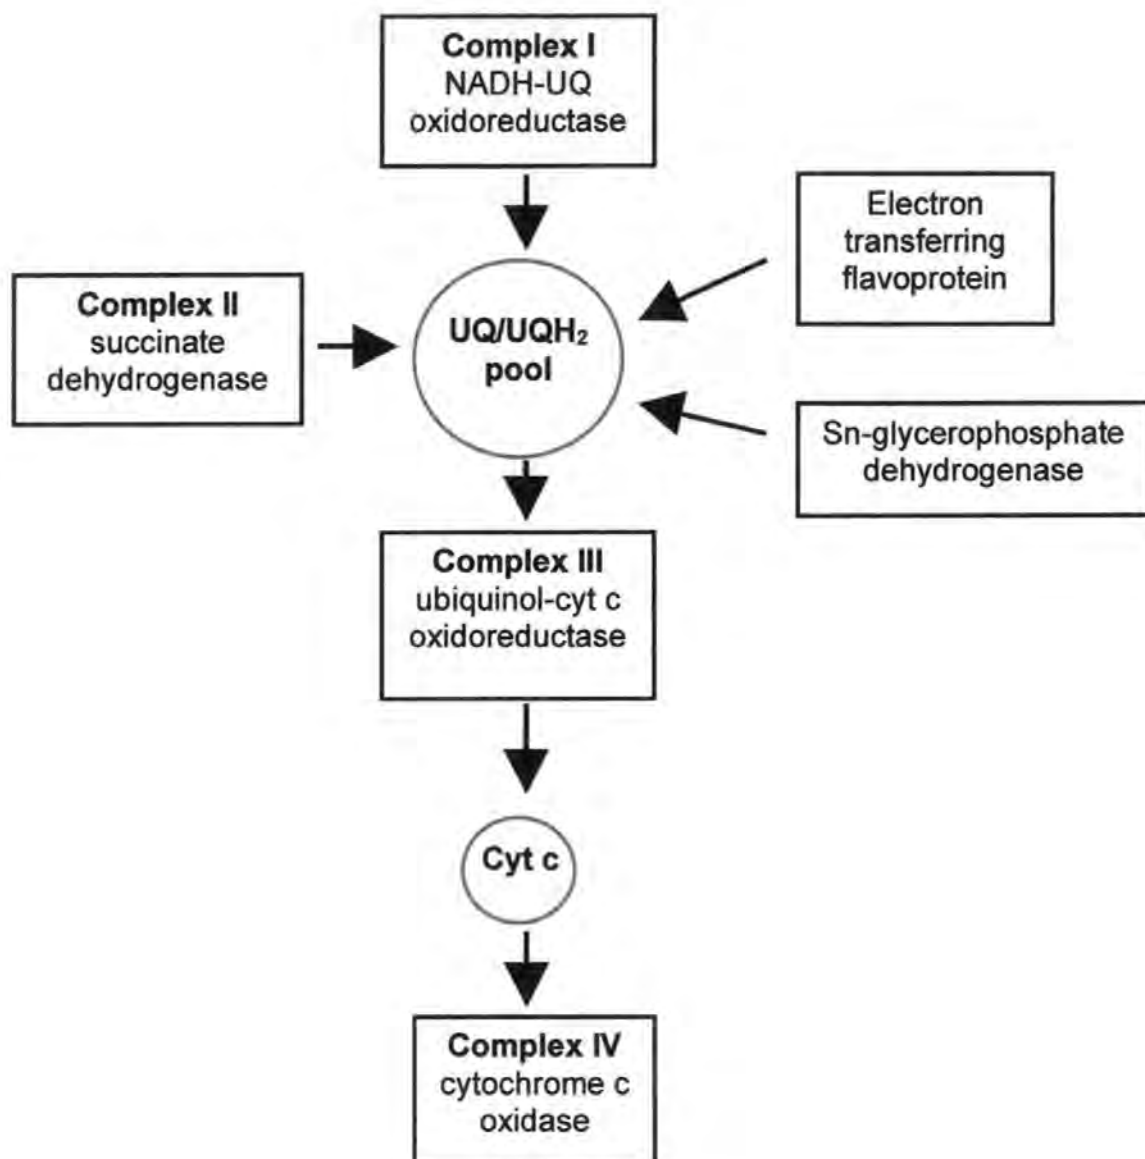 Complex I
NADH-UQ
oxidoreductase
Electron
transferring
flavoprotein
Complex II
succinate
dehydrogenase
UQ/UQH₂
pool
Sn-glycerophosphate
dehydrogenase
Complex III
ubiquinol-cyt c
oxidoreductase
Cyt c
Complex IV
cytochrome c
oxidase